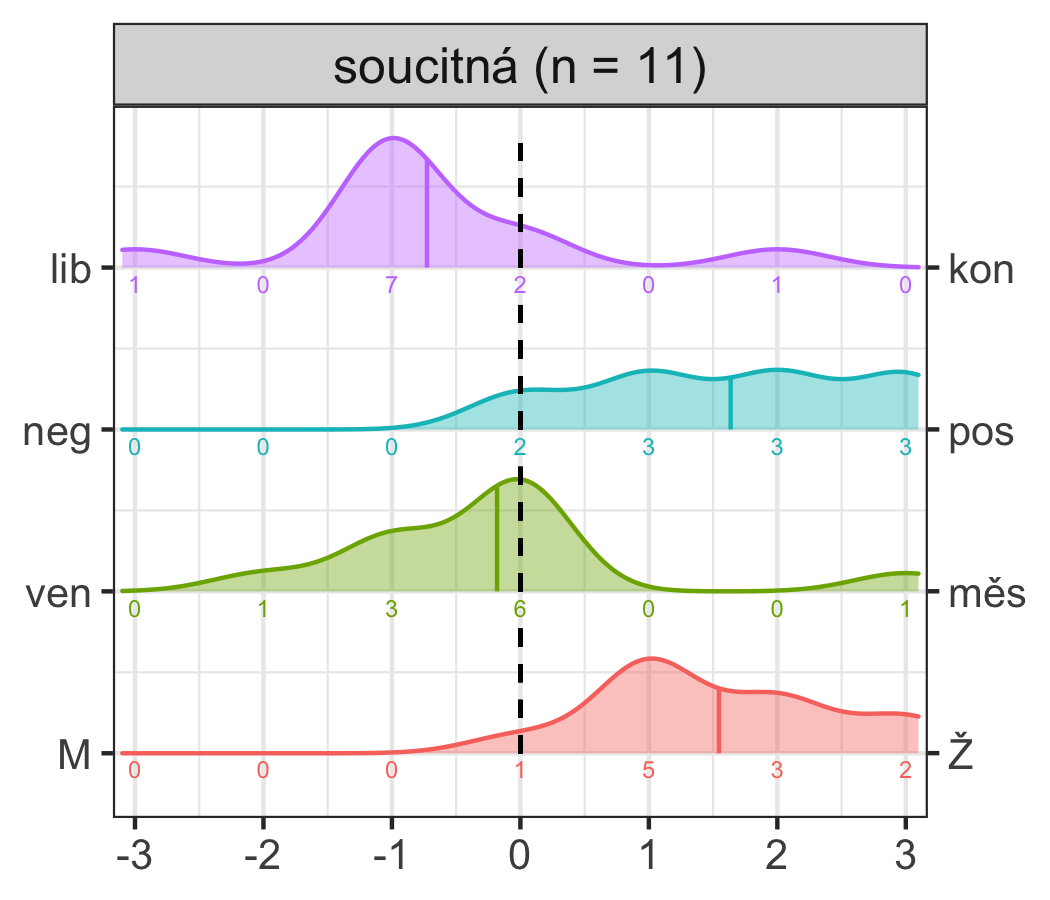 soucitná (n = 11)
lib kon
1 0 7 2 0 1 0
neg pos
0 0 0 2 3 3 3
ven měs
0 1 3 6 0 0 1
M Ž
0 0 0 1 5 3 2
-3 -2 -1 0 1 2 3